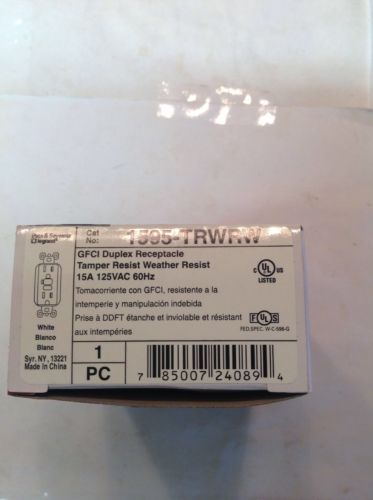 Pass & Seymour
legrand
Cat
No:
1595-TRWRW
GFCI Duplex Receptacle
Tamper Resist Weather Resist
15A 125VAC 60Hz
Tomacorriente con GFCI, resistente a la
intemperie y manipulación indebida
Prise à DDFT étanche et inviolable et résistant
aux intempéries
C UL US
LISTED
FED.SPEC. W-C-596-G
White
Blanco
Blanc
Syr. NY, 13221
Made In China
1
PC
7 85007 24089 4